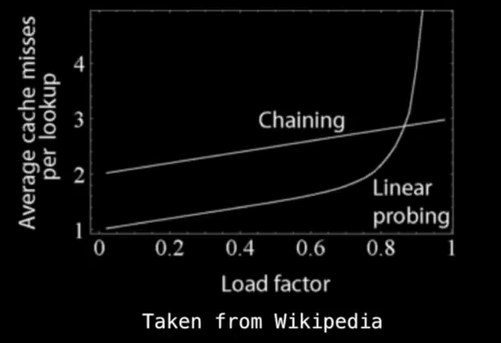 Average cache misses
per lookup
4
3
2
1
Chaining
Linear
probing
0
0.2
0.4
0.6
0.8
1
Load factor
Taken from Wikipedia